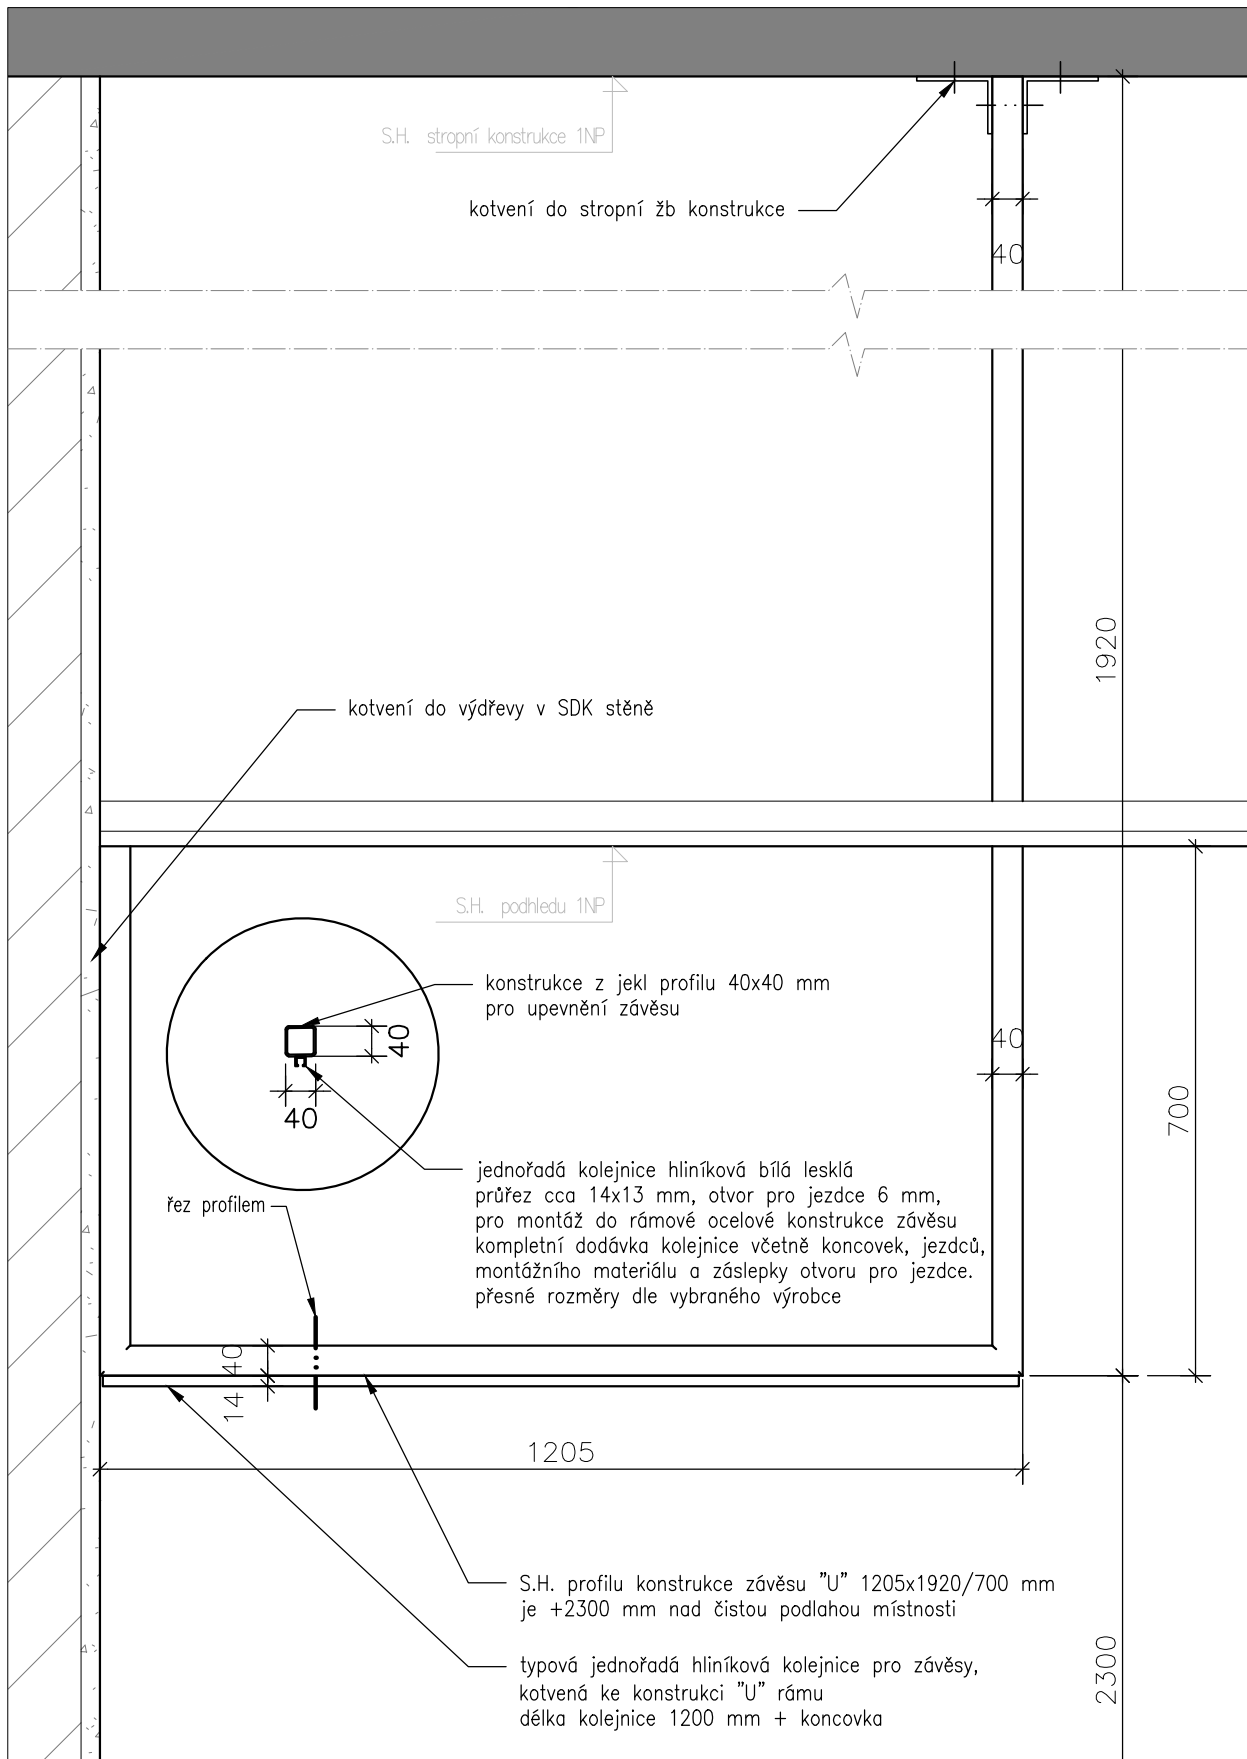 S.H. stropní konstrukce 1NP
kotvení do stropní žb konstrukce
40
1920
kotvení do výdřevy v SDK stěně
S.H. podhledu 1NP
konstrukce z jekl profilu 40x40 mm
pro upevnění závěsu
40
40
40
700
jednořadá kolejnice hliníková bílá lesklá
průřez cca 14x13 mm, otvor pro jezdce 6 mm,
pro montáž do rámové ocelové konstrukce závěsu
kompletní dodávka kolejnice včetně koncovek, jezdců,
montážního materiálu a záslepky otvoru pro jezdce.
přesné rozměry dle vybraného výrobce
řez profilem
40
14
1205
S.H. profilu konstrukce závěsu "U" 1205x1920/700 mm
je +2300 mm nad čistou podlahou místnosti
2300
typová jednořadá hliníková kolejnice pro závěsy,
kotvená ke konstrukci "U" rámu
délka kolejnice 1200 mm + koncovka